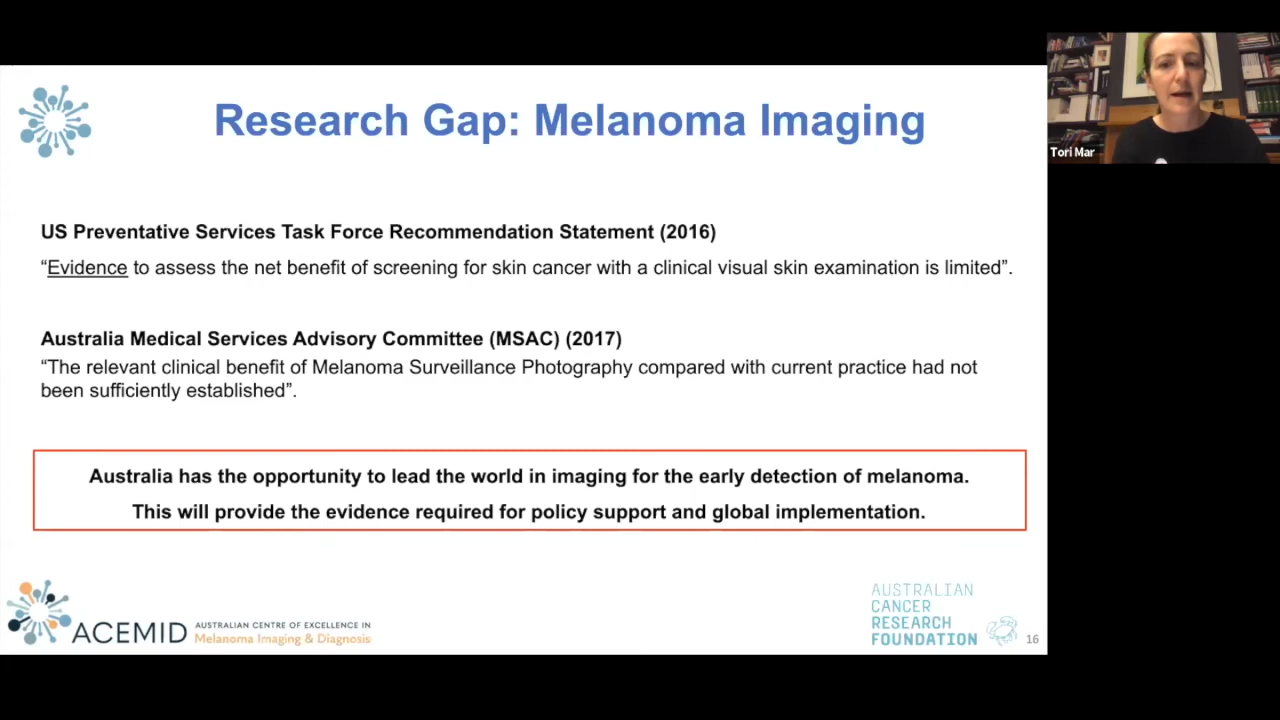 Research Gap: Melanoma Imaging
Tori Mar
US Preventative Services Task Force Recommendation Statement (2016)
“Evidence to assess the net benefit of screening for skin cancer with a clinical visual skin examination is limited”.
Australia Medical Services Advisory Committee (MSAC) (2017)
“The relevant clinical benefit of Melanoma Surveillance Photography compared with current practice had not
been sufficiently established”.
Australia has the opportunity to lead the world in imaging for the early detection of melanoma.
This will provide the evidence required for policy support and global implementation.
ACEMID
AUSTRALIAN CENTRE OF EXCELLENCE IN
Melanoma Imaging & Diagnosis
AUSTRALIAN
CANCER
RESEARCH
FOUNDATION
16